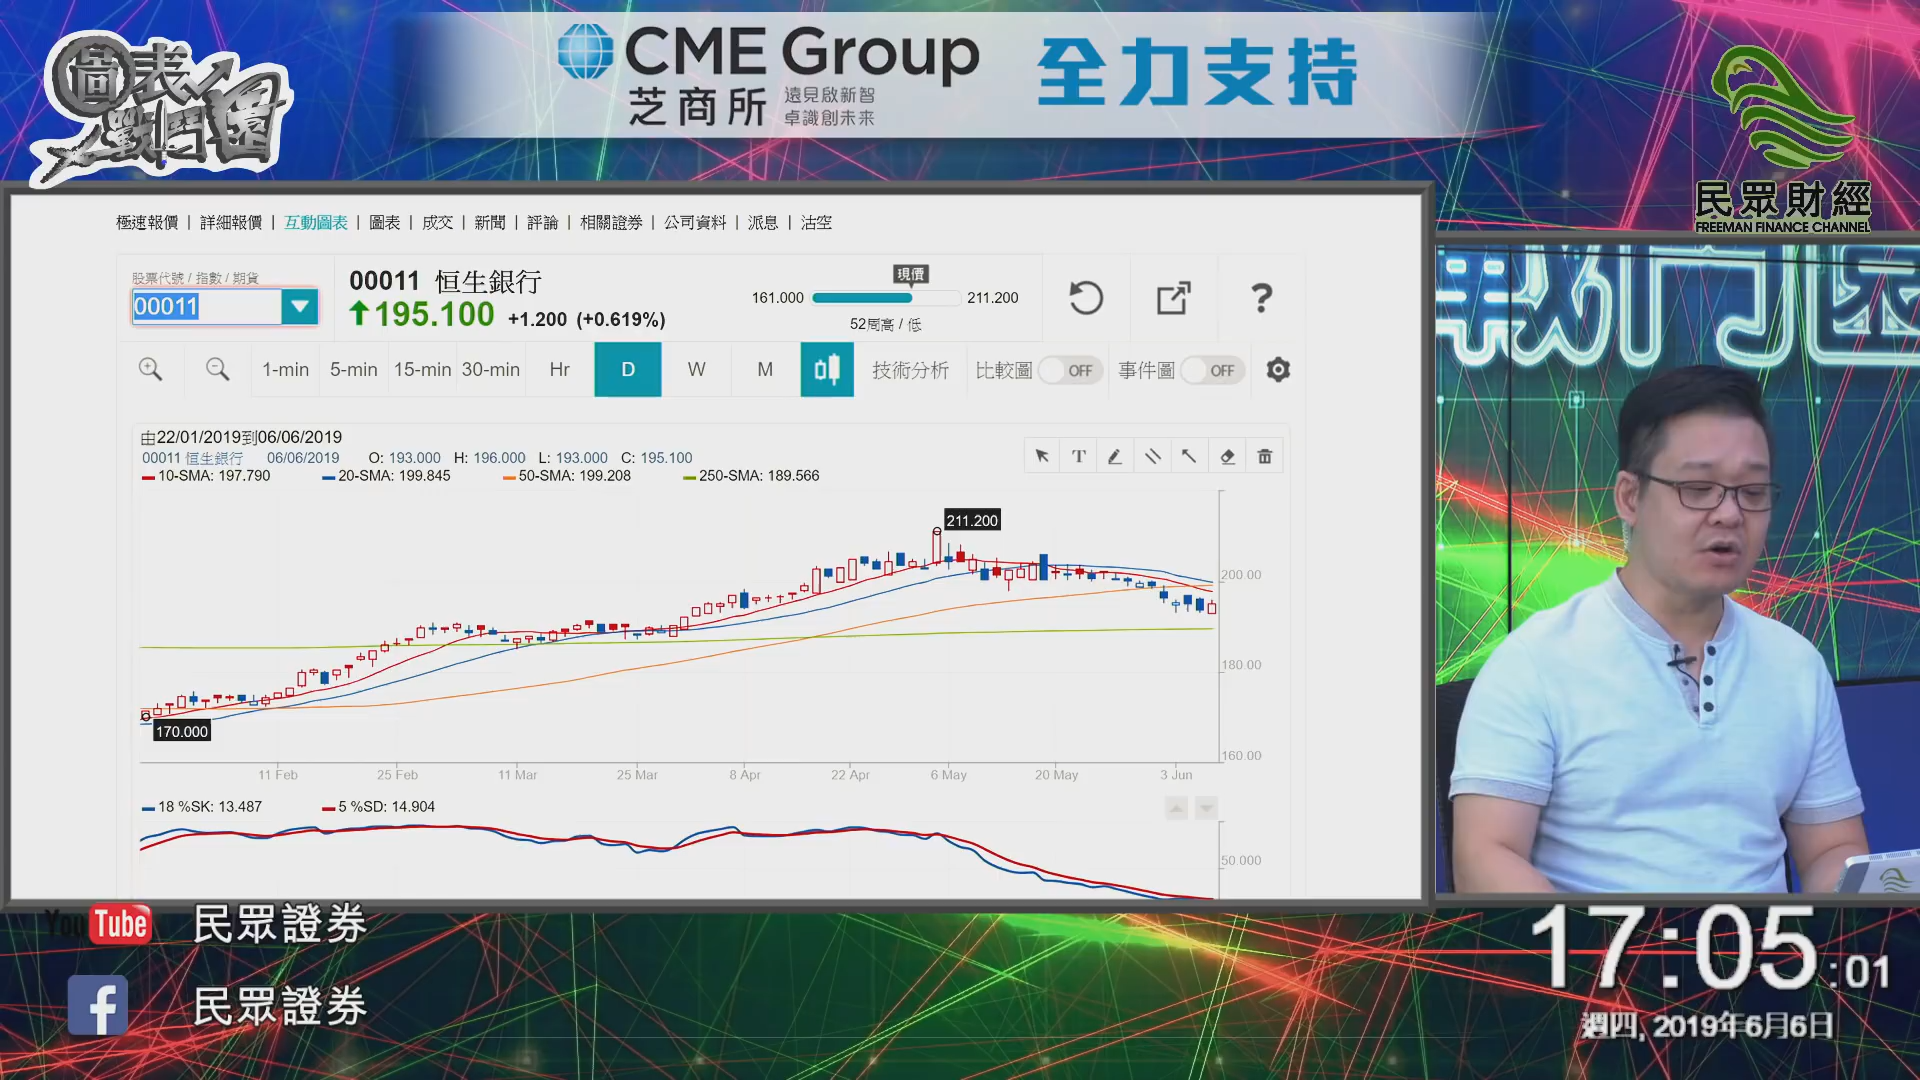 圖表戰鬥圈
CME Group
芝商所
遠見啟新智
卓識創未來
全力支持
民眾財經
FREEMAN FINANCE CHANNEL
極速報價 | 詳細報價 | 互動圖表 | 圖表 | 成交 | 新聞 | 評論 | 相關證券 | 公司資料 | 派息 | 沽空
股票代號 / 指數 / 期貨
00011
00011 恒生銀行
195.100 +1.200 (+0.619%)
現價
161.000 211.200
52周高 / 低
?
1-min 5-min 15-min 30-min Hr D W M 技術分析 比較圖 OFF 事件圖 OFF
由22/01/2019到06/06/2019
00011 恒生銀行 06/06/2019 O: 193.000 H: 196.000 L: 193.000 C: 195.100
10-SMA: 197.790 20-SMA: 199.845 50-SMA: 199.208 250-SMA: 189.566
T
211.200
200.00
180.00
170.000
160.00
11 Feb 25 Feb 11 Mar 25 Mar 8 Apr 22 Apr 6 May 20 May 3 Jun
18 %SK: 13.487 5 %SD: 14.904
50.000
YouTube 民眾證券
f 民眾證券
17:05:01
週四, 2019年6月6日